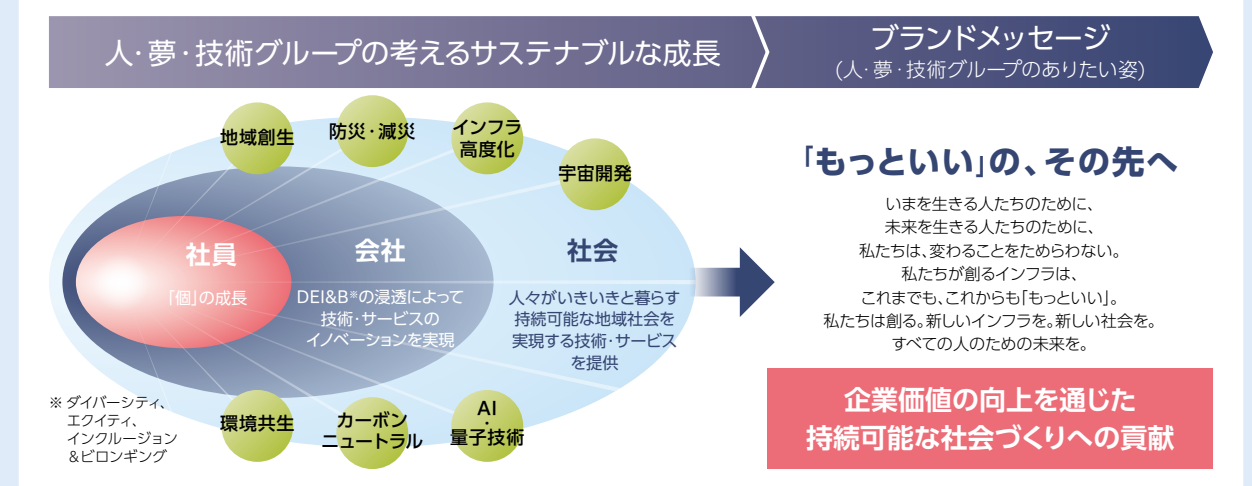 人・夢・技術グループの考えるサステナブルな成長
ブランドメッセージ
(人・夢・技術グループのありたい姿)
地域創生
防災・減災
インフラ
高度化
宇宙開発
社員
「個」の成長
会社
DEI&B※の浸透によって
技術・サービスの
イノベーションを実現
社会
人々がいきいきと暮らす
持続可能な地域社会を
実現する技術・サービス
を提供
環境共生
カーボン
ニュートラル
AI
・
量子技術
※ ダイバーシティ、
エクイティ、
インクルージョン
&ビロンギング
「もっといい」の、その先へ
いまを生きる人たちのために、
未来を生きる人たちのために、
私たちは、変わることをためらわない。
私たちが創るインフラは、
これまでも、これからも「もっといい」。
私たちは創る。新しいインフラを。新しい社会を。
すべての人のための未来を。
企業価値の向上を通じた
持続可能な社会づくりへの貢献